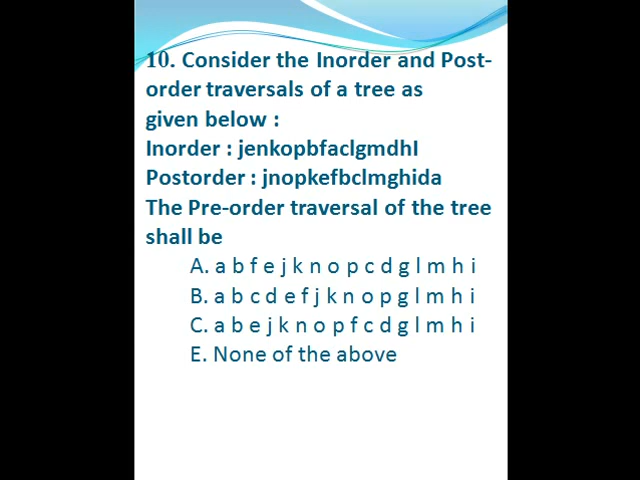 10. Consider the Inorder and Post-
order traversals of a tree as
given below :
Inorder : jenkopbfaclgmdhI
Postorder : jnopkefbclmghida
The Pre-order traversal of the tree
shall be
A. a b f e j k n o p c d g l m h i
B. a b c d e f j k n o p g l m h i
C. a b e j k n o p f c d g l m h i
E. None of the above